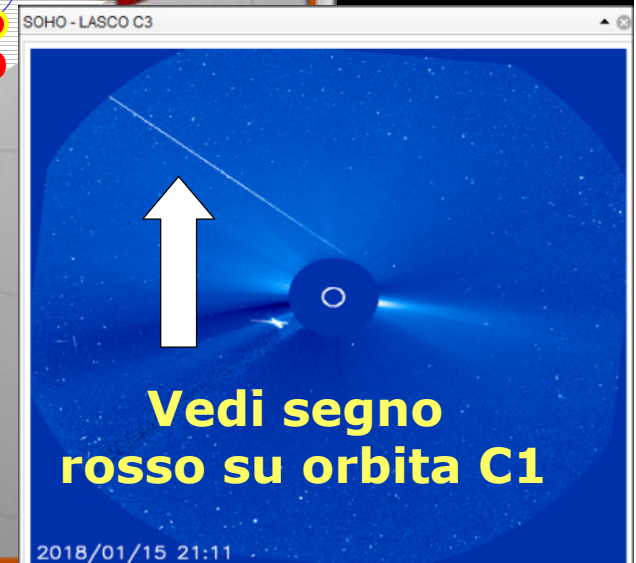 SOHO - LASCO C3
Vedi segno
rosso su orbita C1
2018/01/15 21:11